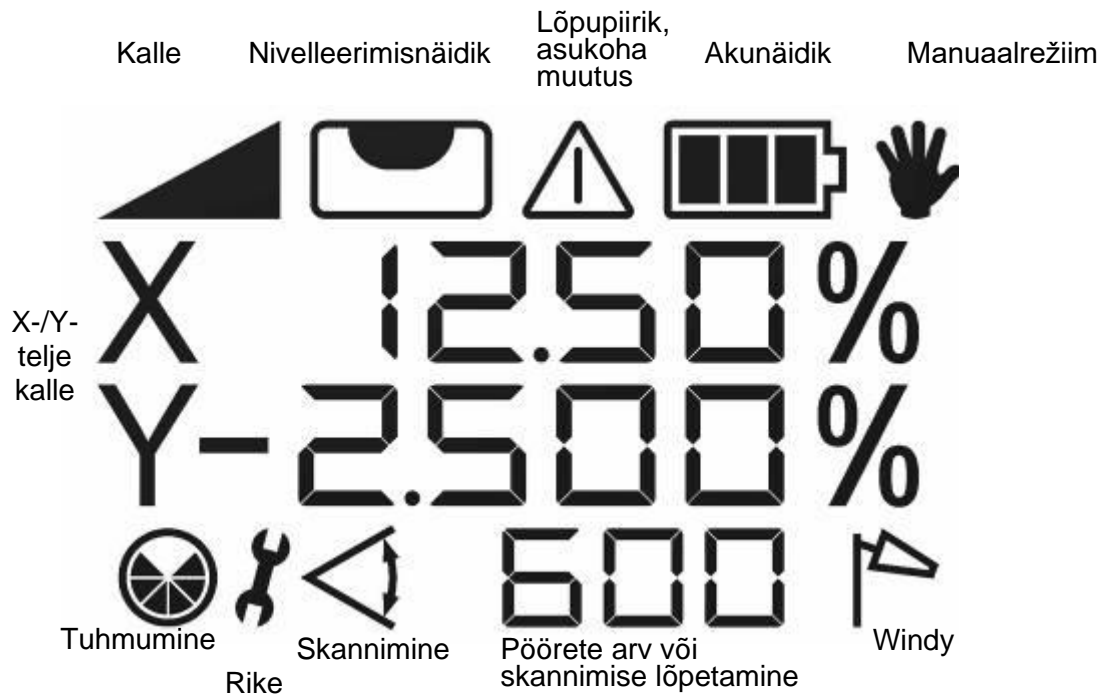 Kalle
Nivelleerimisnäidik
Lõpupiirik,
asukoha
muutus
Akunäidik
Manuaalrežiim
X 12.50%
X-/Y-
telje
kalle
Y-2.500%
600
Tuhmumine
Rike
Skannimine
Pöörete arv või
skannimise lõpetamine
Windy